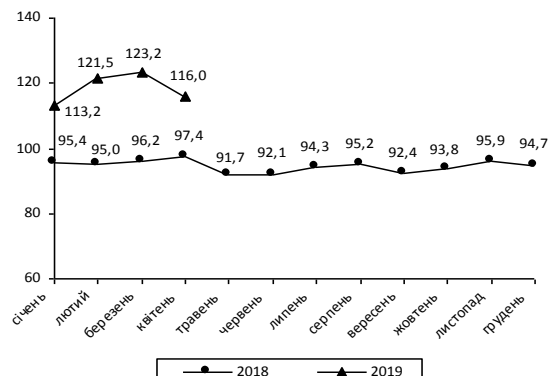 140
120
100
80
60
121,5
123,2
116,0
113,2
95,4
95,0
96,2
97,4
91,7
92,1
94,3
95,2
92,4
93,8
95,9
94,7
січень
лютий
березень
квітень
травень
червень
липень
серпень
вересень
жовтень
листопад
грудень
2018
2019